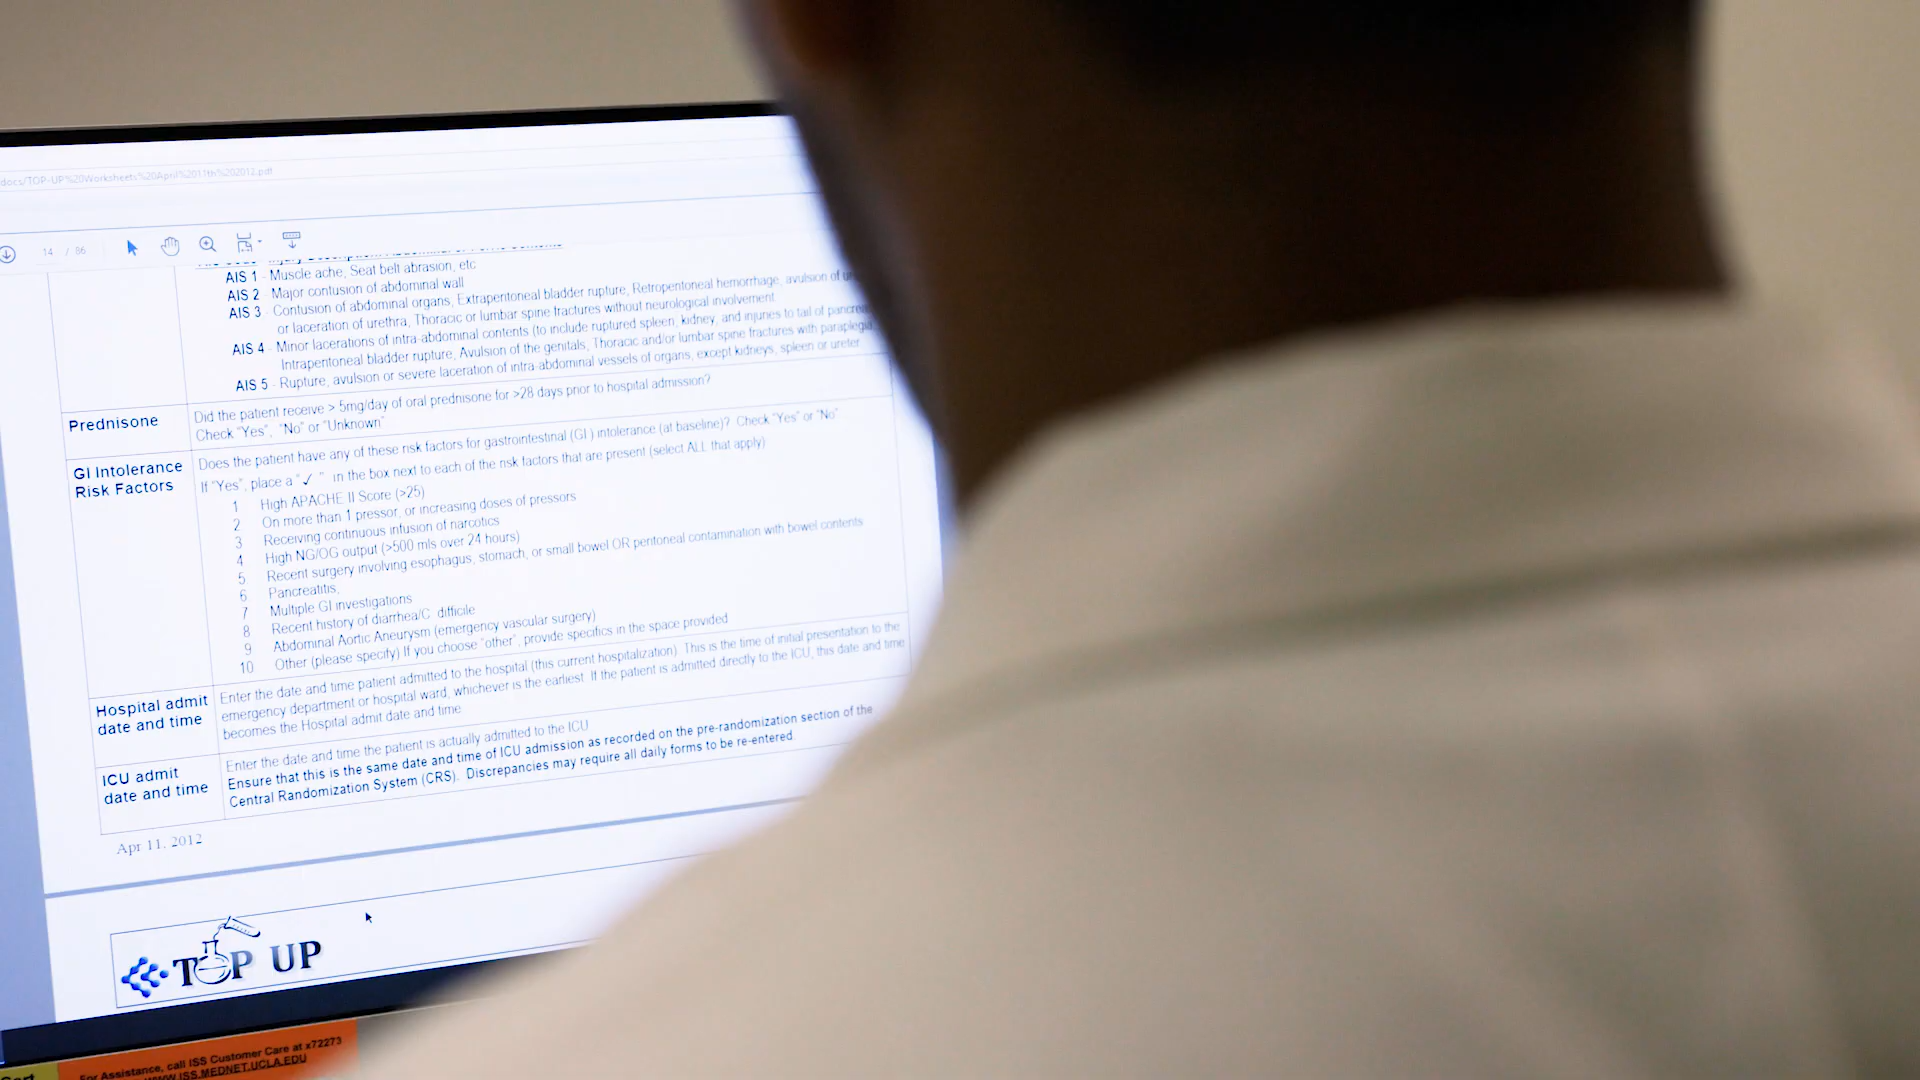 docs/TOP-UP%20Worksheets%20April%2011th%202012.pdf
14 / 86
AIS 1 - Muscle ache, Seat belt abrasion, etc
AIS 2 - Major contusion of abdominal wall
AIS 3 - Contusion of abdominal organs, Extraperitoneal bladder rupture, Retroperitoneal hemorrhage, avulsion of
or laceration of urethra, Thoracic or lumbar spine fractures without neurological involvement
AIS 4 - Minor lacerations of intra-abdominal contents (to include ruptured spleen, kidney, and injuries to tail of
Intraperitoneal bladder rupture, Avulsion of the genitals, Thoracic and/or lumbar spine fractures with paraplegia
AIS 5 - Rupture, avulsion or severe laceration of intra-abdominal vessels of organs, except kidneys, spleen or ureter
Prednisone
Did the patient receive > 5mg/day of oral prednisone for >28 days prior to hospital admission?
Check "Yes", "No" or "Unknown"
GI Intolerance
Risk Factors
Does the patient have any of these risk factors for gastrointestinal (GI) intolerance (at baseline)? Check "Yes" or "No"
If "Yes", place a "✓ " in the box next to each of the risk factors that are present (select ALL that apply)
1 High APACHE II Score (>25)
2 On more than 1 pressor, or increasing doses of pressors
3 Receiving continuous infusion of narcotics
4 High NG/OG output (>500 mls over 24 hours)
5 Recent surgery involving esophagus, stomach, or small bowel OR peritoneal contamination with bowel contents
6 Pancreatitis,
7 Multiple GI investigations
8 Recent history of diarrhea/C difficile
9 Abdominal Aortic Aneurysm (emergency vascular surgery)
10 Other (please specify) If you choose "other", provide specifics in the space provided
Hospital admit
date and time
Enter the date and time patient admitted to the hospital (this current hospitalization) This is the time of initial presentation to the
emergency department or hospital ward, whichever is the earliest If the patient is admitted directly to the ICU, this date and time
becomes the Hospital admit date and time
ICU admit
date and time
Enter the date and time the patient is actually admitted to the ICU
Ensure that this is the same date and time of ICU admission as recorded on the pre-randomization section of the
Central Randomization System (CRS). Discrepancies may require all daily forms to be re-entered.
Apr 11, 2012
TOP UP
For Assistance, call ISS Customer Care at x72273
WWW.ISS.MEDNET.UCLA.EDU